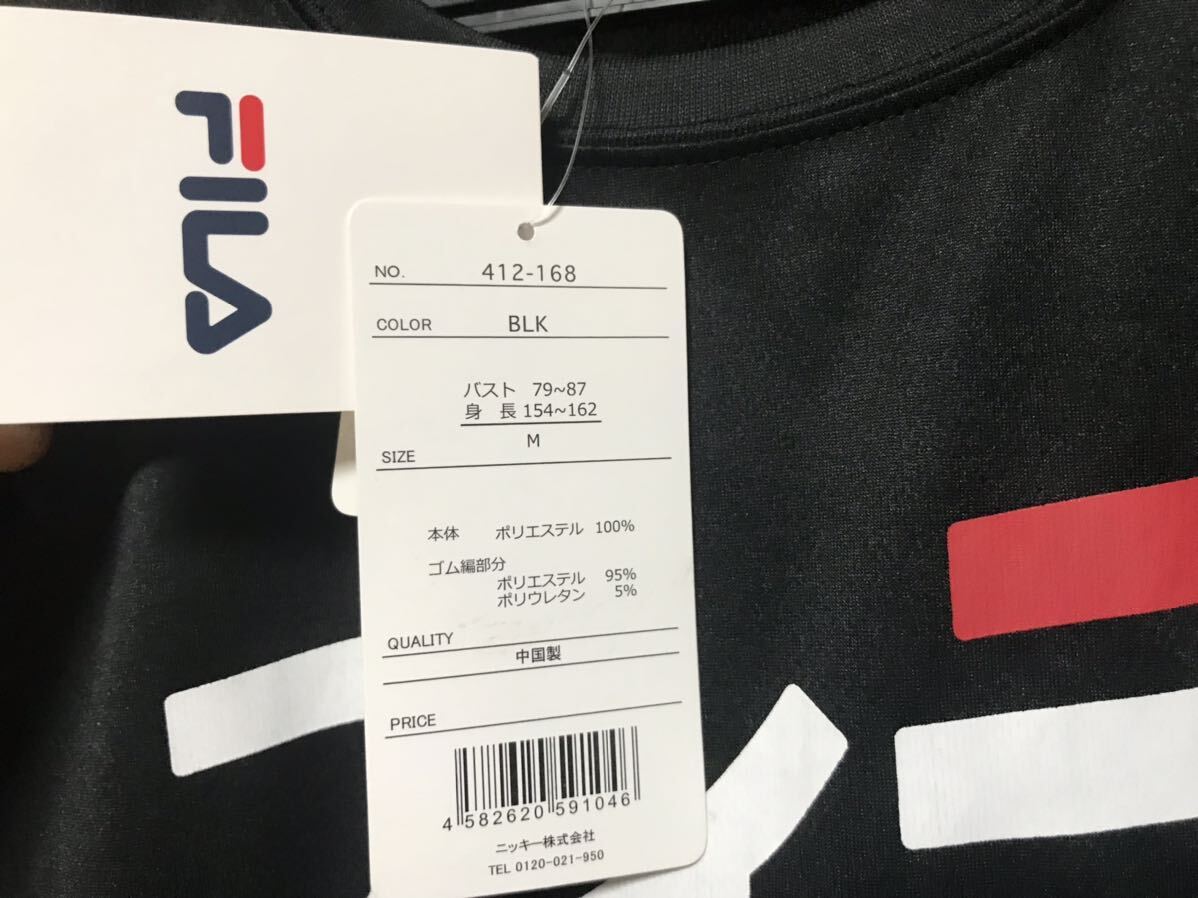 FILA
NO. 412-168
COLOR BLK
バスト 79~87
身 長 154~162
M
SIZE
本体 ポリエステル 100%
ゴム編部分
ポリエステル 95%
ポリウレタン 5%
QUALITY
中国製
PRICE
4 582620 591046
ニッキー株式会社
TEL 0120-021-950